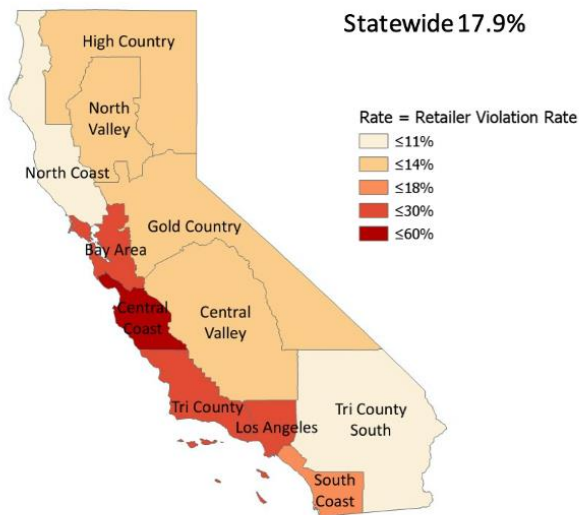 Statewide 17.9%
High Country
North
Valley
North Coast
Rate = Retailer Violation Rate
≤11%
≤14%
≤18%
≤30%
≤60%
Gold Country
Bay Area
Central
Coast
Central
Valley
Tri County
Los Angeles
Tri County
South
South
Coast